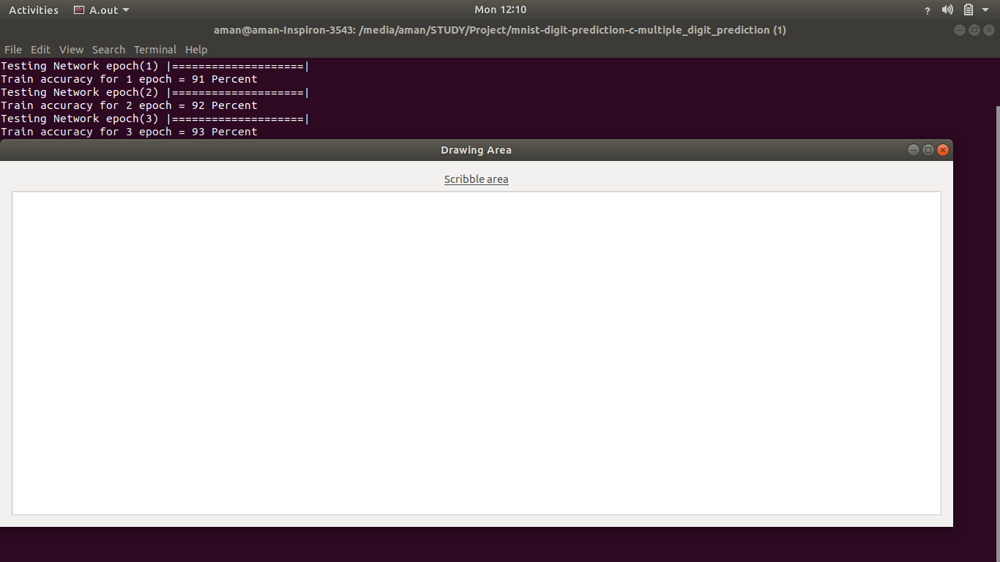 Activities A.out Mon 12:10
aman@aman-Inspiron-3543: /media/aman/STUDY/Project/mnist-digit-prediction-c-multiple_digit_prediction (1)
File Edit View Search Terminal Help
Testing Network epoch(1) |====================|
Train accuracy for 1 epoch = 91 Percent
Testing Network epoch(2) |====================|
Train accuracy for 2 epoch = 92 Percent
Testing Network epoch(3) |====================|
Train accuracy for 3 epoch = 93 Percent
Drawing Area
Scribble area